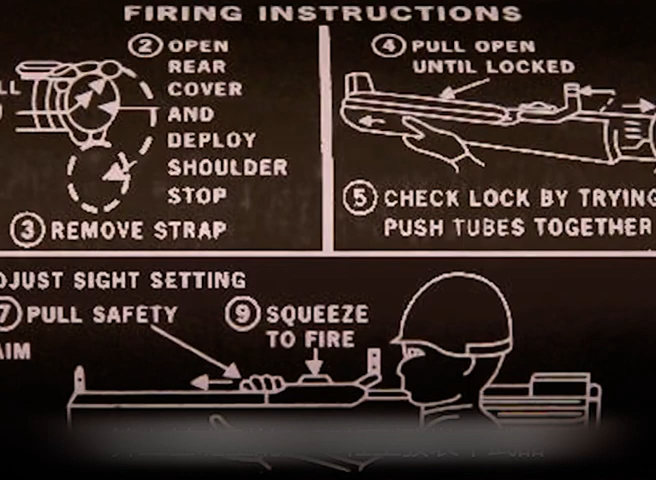 FIRING INSTRUCTIONS
2 OPEN
REAR
COVER
AND
DEPLOY
SHOULDER
STOP
3 REMOVE STRAP
4 PULL OPEN
UNTIL LOCKED
5 CHECK LOCK BY TRYING
PUSH TUBES TOGETHER
DJUST SIGHT SETTING
7 PULL SAFETY
9 SQUEEZE
TO FIRE
AIM